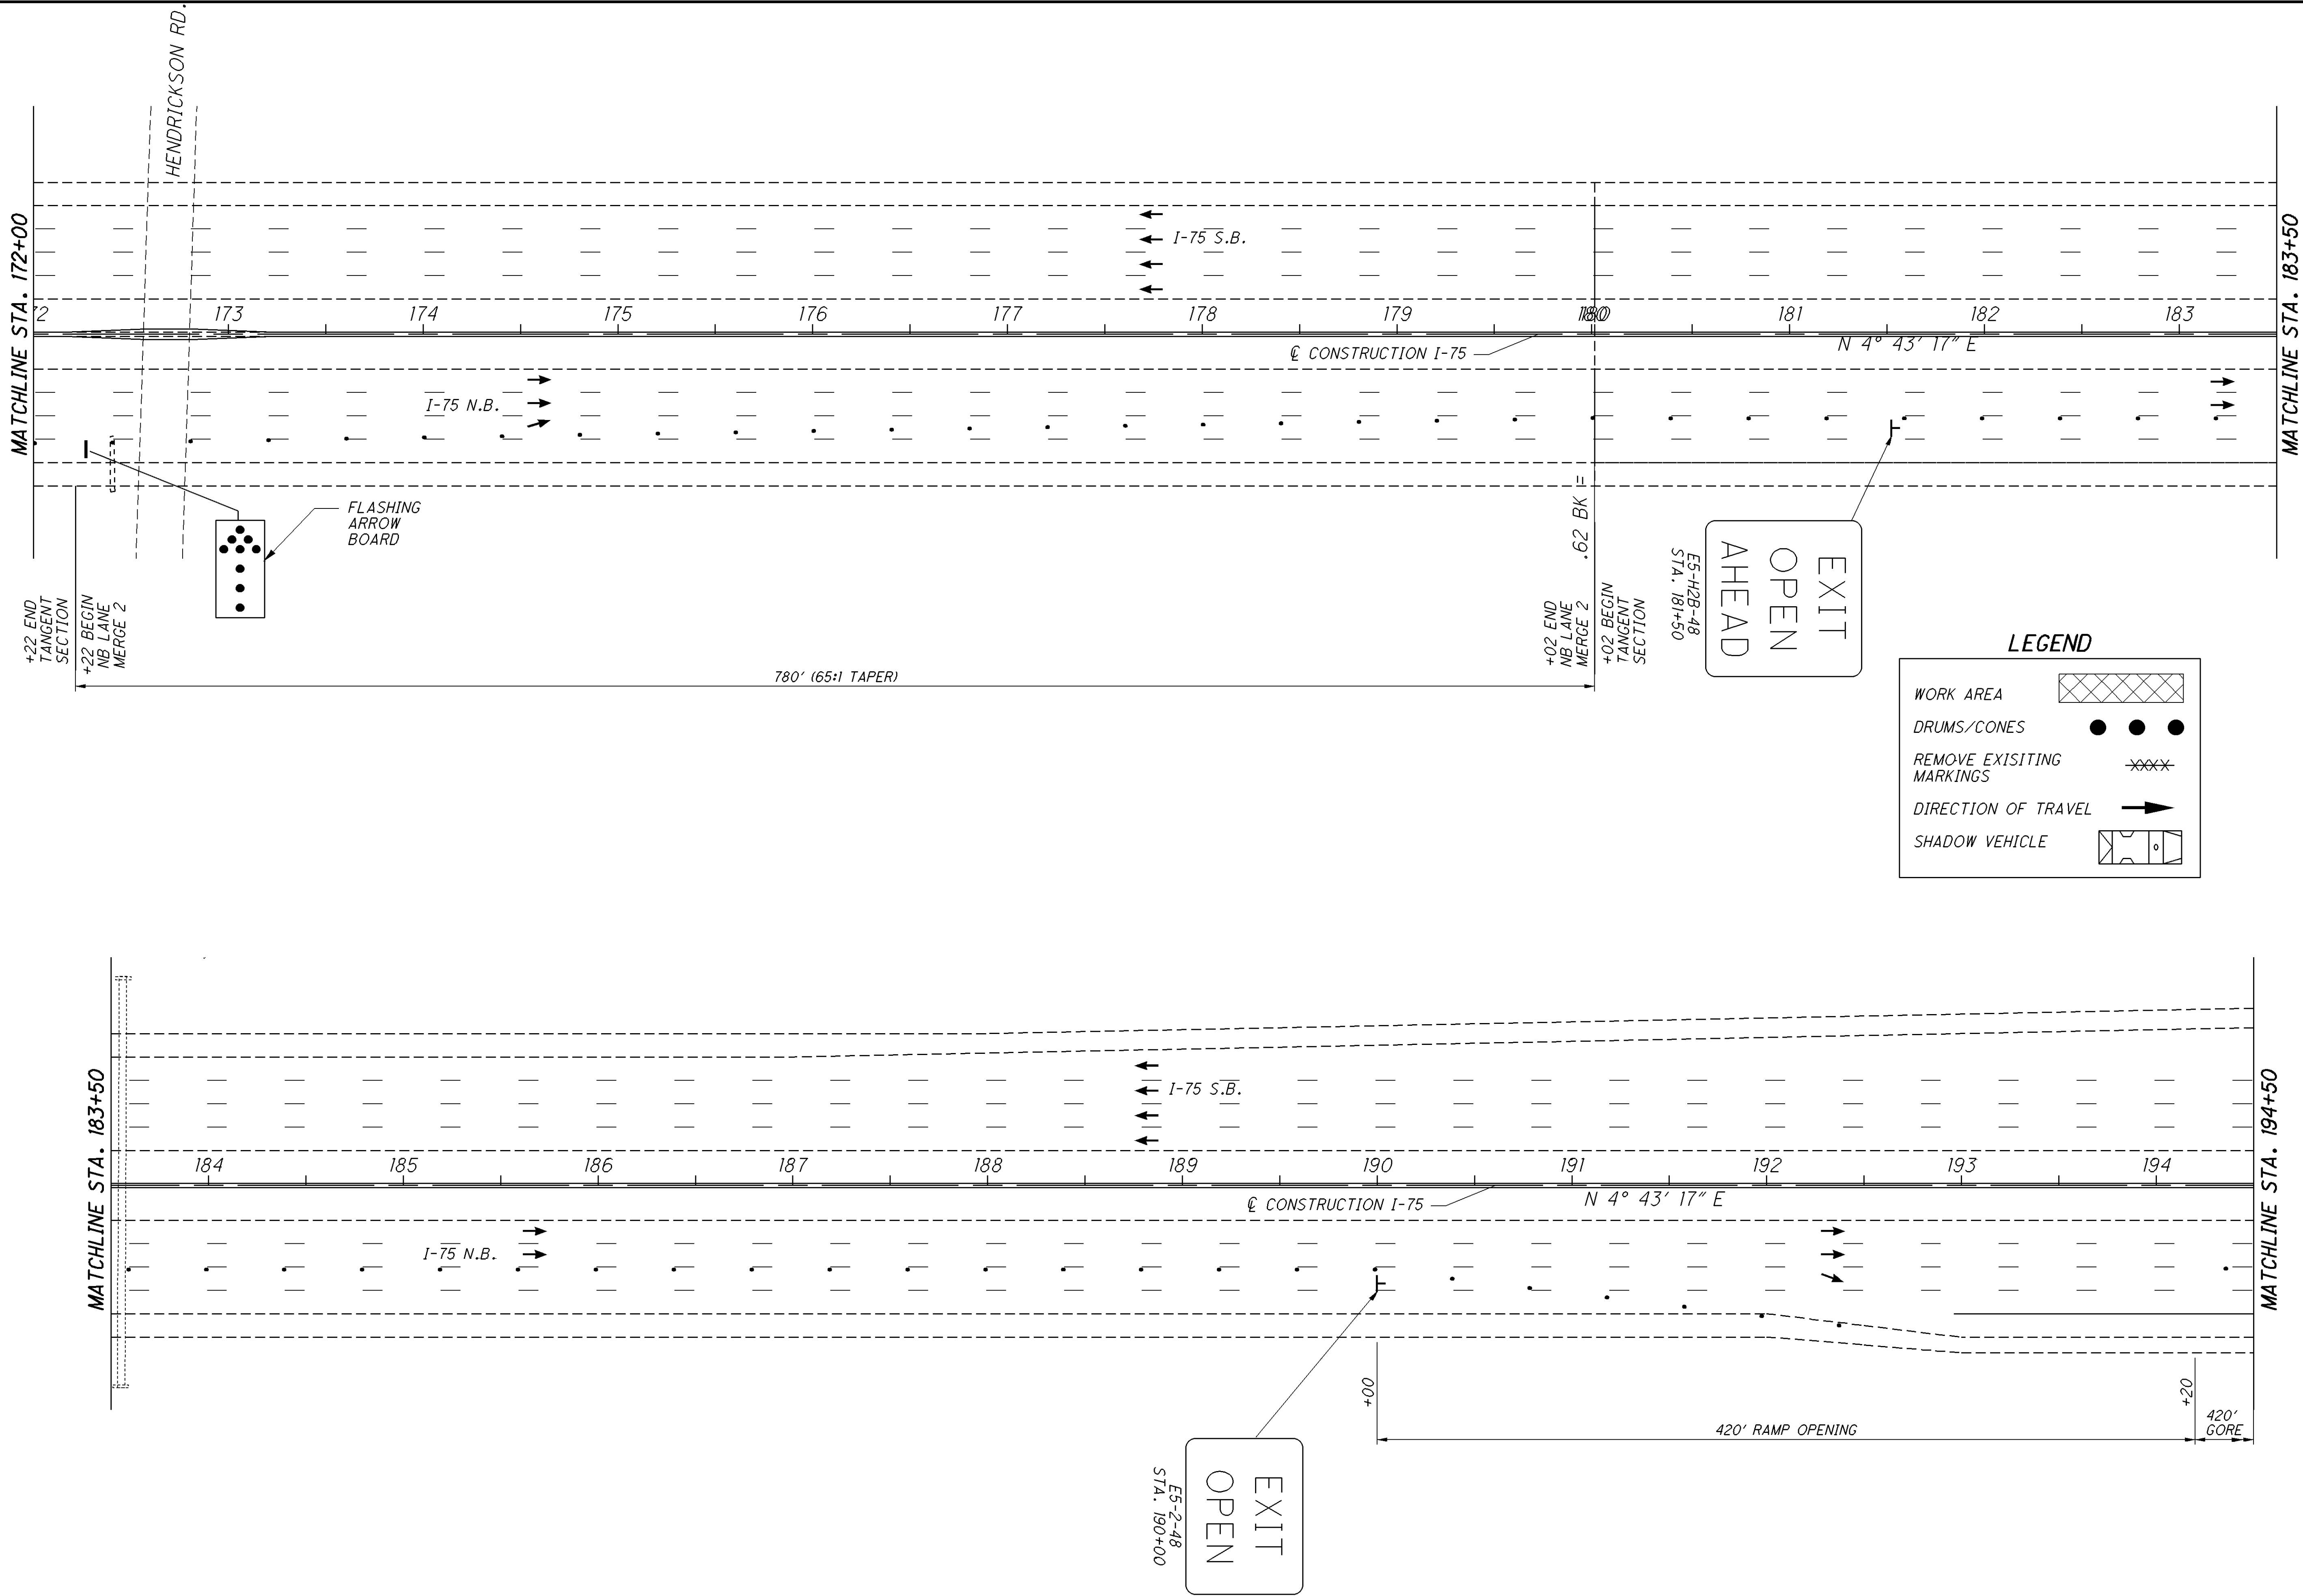 HENDRICKSON RD.
MATCHLINE STA. 172+00
I-75 S.B.
MATCHLINE STA. 183+50
173
174
175
176
177
178
179
180
181
182
183
℄ CONSTRUCTION I-75
N 4° 43' 17" E
I-75 N.B.
FLASHING
ARROW
BOARD
+22 END
TANGENT
SECTION
+22 BEGIN
NB LANE
MERGE 2
780' (65:1 TAPER)
.62 BK =
+02 END
NB LANE
MERGE 2
+02 BEGIN
TANGENT
SECTION
E5-H2B-48
STA. 181+50
EXIT
OPEN
AHEAD
LEGEND
WORK AREA
DRUMS/CONES
REMOVE EXISITING
MARKINGS
DIRECTION OF TRAVEL
SHADOW VEHICLE
MATCHLINE STA. 183+50
I-75 S.B.
MATCHLINE STA. 194+50
184
185
186
187
188
189
190
191
192
193
194
℄ CONSTRUCTION I-75
N 4° 43' 17" E
I-75 N.B.
+00
+20
420' RAMP OPENING
420'
GORE
E5-2-48
STA. 190+00
EXIT
OPEN